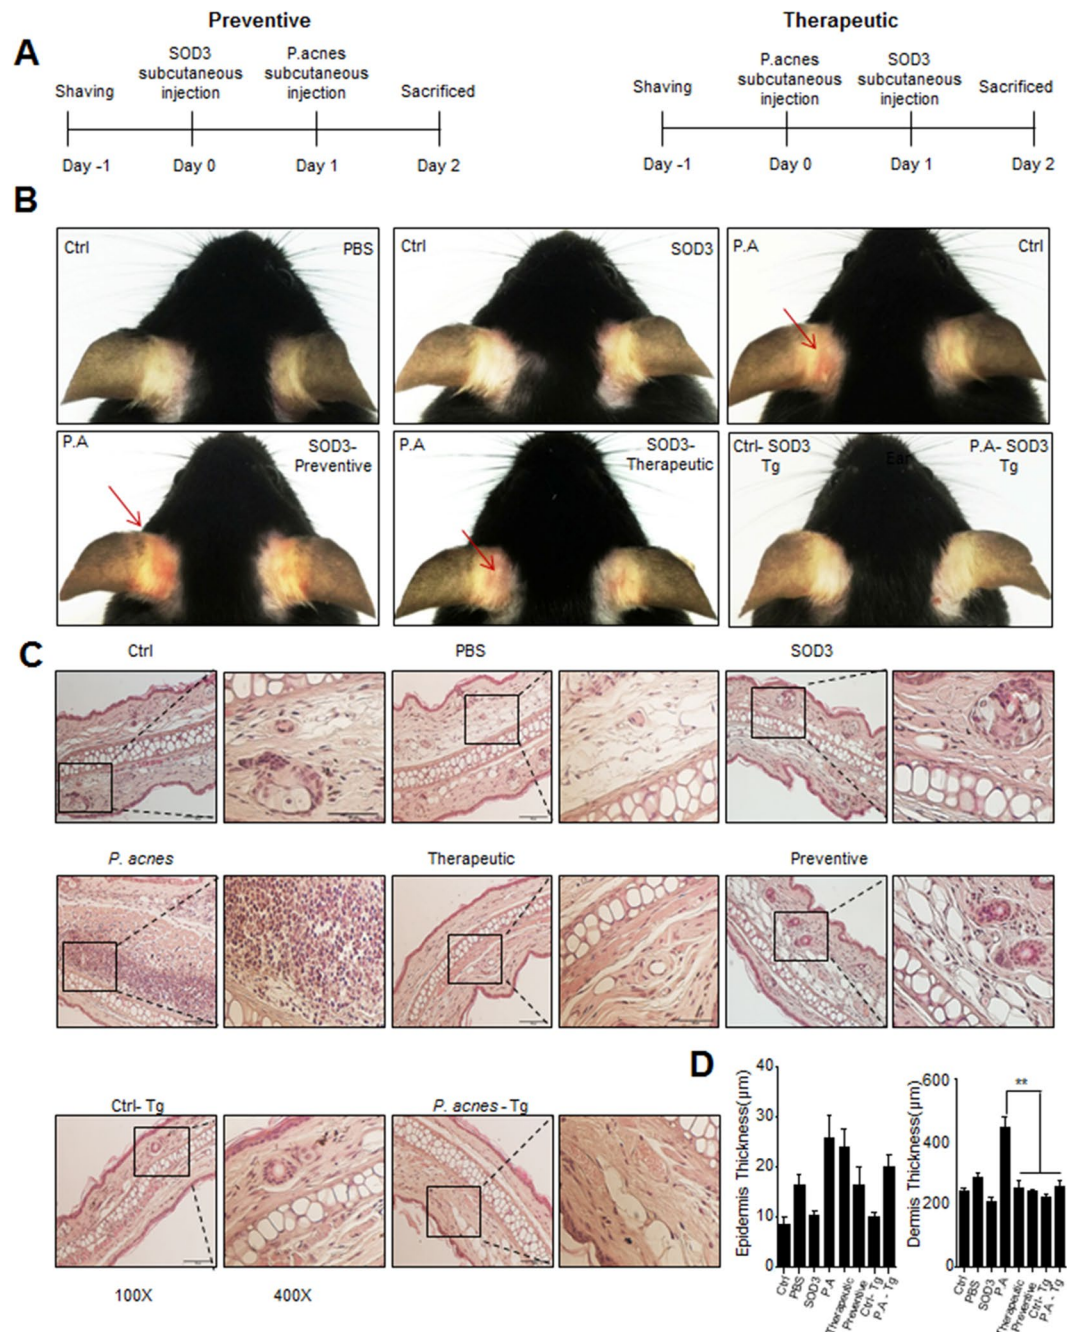 Preventive
Therapeutic
A
Shaving
SOD3
subcutaneous
injection
P.acnes
subcutaneous
injection
Sacrificed
Day -1
Day 0
Day 1
Day 2
Shaving
P.acnes
subcutaneous
injection
SOD3
subcutaneous
injection
Sacrificed
Day -1
Day 0
Day 1
Day 2
B
Ctrl
PBS
Ctrl
SOD3
P.A
Ctrl
P.A
SOD3-
Preventive
P.A
SOD3-
Therapeutic
Ctrl- SOD3
Tg
Ear
P.A- SOD3
Tg
C
Ctrl
PBS
SOD3
P. acnes
Therapeutic
Preventive
Ctrl- Tg
P. acnes - Tg
100X
400X
D
Epidermis Thickness(µm)
40
30
20
10
0
Ctrl
PBS
SOD3
P.A
Therapeutic
Preventive
Ctrl- Tg
P.A - Tg
Dermis Thickness(µm)
600
400
200
0
**
Ctrl
PBS
SOD3
P.A
Therapeutic
Preventive
Ctrl- Tg
P.A - Tg